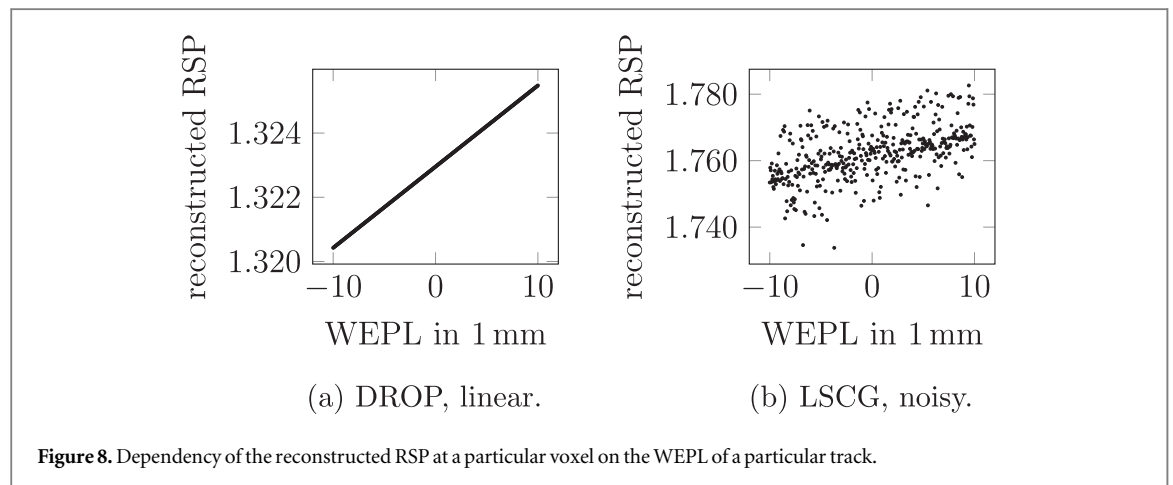 reconstructed RSP
1.324
1.322
1.320
−10 0 10
WEPL in 1 mm
(a) DROP, linear.
reconstructed RSP
1.780
1.760
1.740
−10 0 10
WEPL in 1 mm
(b) LSCG, noisy.
Figure 8. Dependency of the reconstructed RSP at a particular voxel on the WEPL of a particular track.